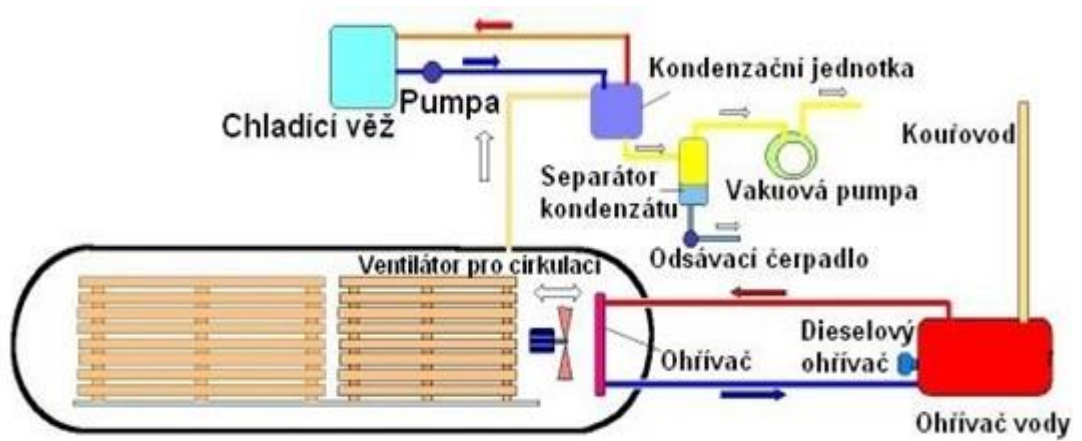 Kondenzační jednotka
Pumpa
Chladící věž
Kouřovod
Separátor
kondenzátu
Vakuová pumpa
Odsávací čerpadlo
Ventilátor pro cirkulaci
Dieselový
ohřívač
Ohřívač
Ohřívač vody